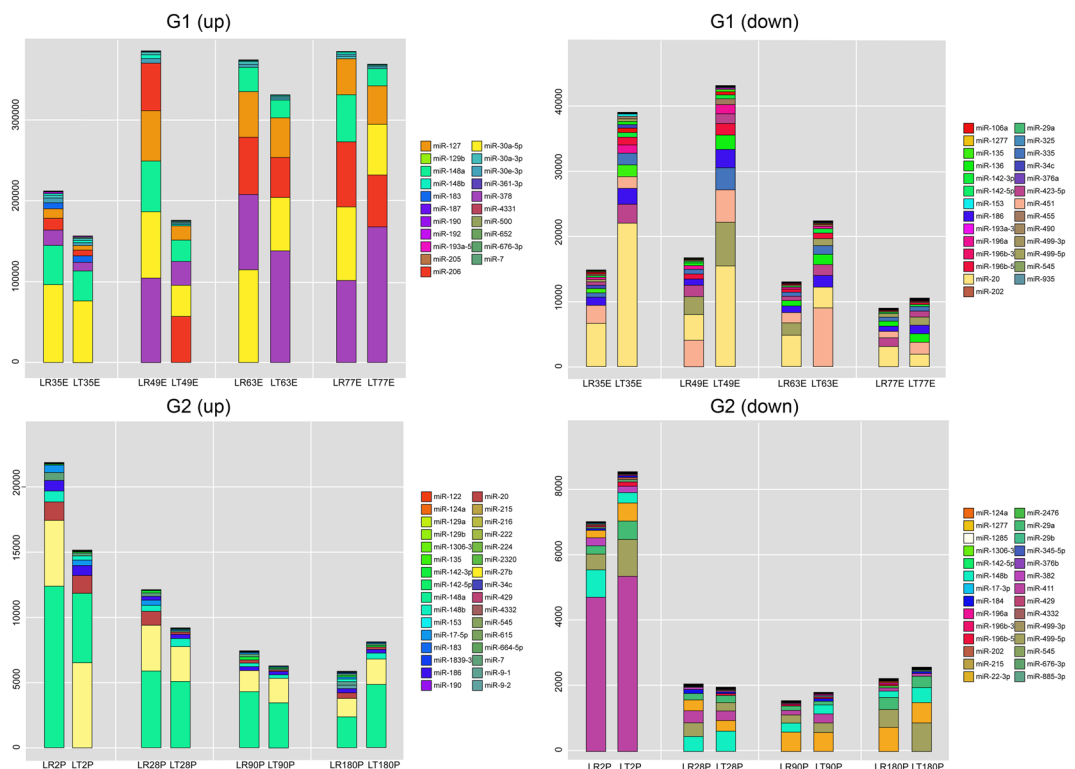 G1 (up)
300000
200000
100000
0
LR35E LT35E LR49E LT49E LR63E LT63E LR77E LT77E
miR-127 miR-30a-5p
miR-129b miR-30a-3p
miR-148a miR-30e-3p
miR-148b miR-361-3p
miR-183 miR-378
miR-187 miR-4331
miR-190 miR-500
miR-192 miR-652
miR-193a-5 miR-676-3p
miR-205 miR-7
miR-206
G1 (down)
40000
30000
20000
10000
0
LR35E LT35E LR49E LT49E LR63E LT63E LR77E LT77E
miR-106a miR-29a
miR-1277 miR-325
miR-135 miR-335
miR-136 miR-34c
miR-142-3p miR-376a
miR-142-5p miR-423-5p
miR-153 miR-451
miR-186 miR-455
miR-193a-3 miR-490
miR-196a miR-499-3p
miR-196b-3 miR-499-5p
miR-196b-5 miR-545
miR-20 miR-935
miR-202
G2 (up)
20000
15000
10000
5000
0
LR2P LT2P LR28P LT28P LR90P LT90P LR180P LT180P
miR-122 miR-20
miR-124a miR-215
miR-129a miR-216
miR-129b miR-222
miR-1306-3 miR-224
miR-135 miR-2320
miR-142-3p miR-27b
miR-142-5p miR-34c
miR-148a miR-429
miR-148b miR-4332
miR-153 miR-545
miR-17-5p miR-615
miR-183 miR-664-5p
miR-1839-3 miR-7
miR-186 miR-9-1
miR-190 miR-9-2
G2 (down)
8000
6000
4000
2000
0
LR2P LT2P LR28P LT28P LR90P LT90P LR180P LT180P
miR-124a miR-2476
miR-1277 miR-29a
miR-1285 miR-29b
miR-1306-3 miR-345-5p
miR-142-5p miR-376b
miR-148b miR-382
miR-17-3p miR-411
miR-184 miR-429
miR-196a miR-4332
miR-196b-3 miR-499-3p
miR-196b-5 miR-499-5p
miR-202 miR-545
miR-215 miR-676-3p
miR-22-3p miR-885-3p